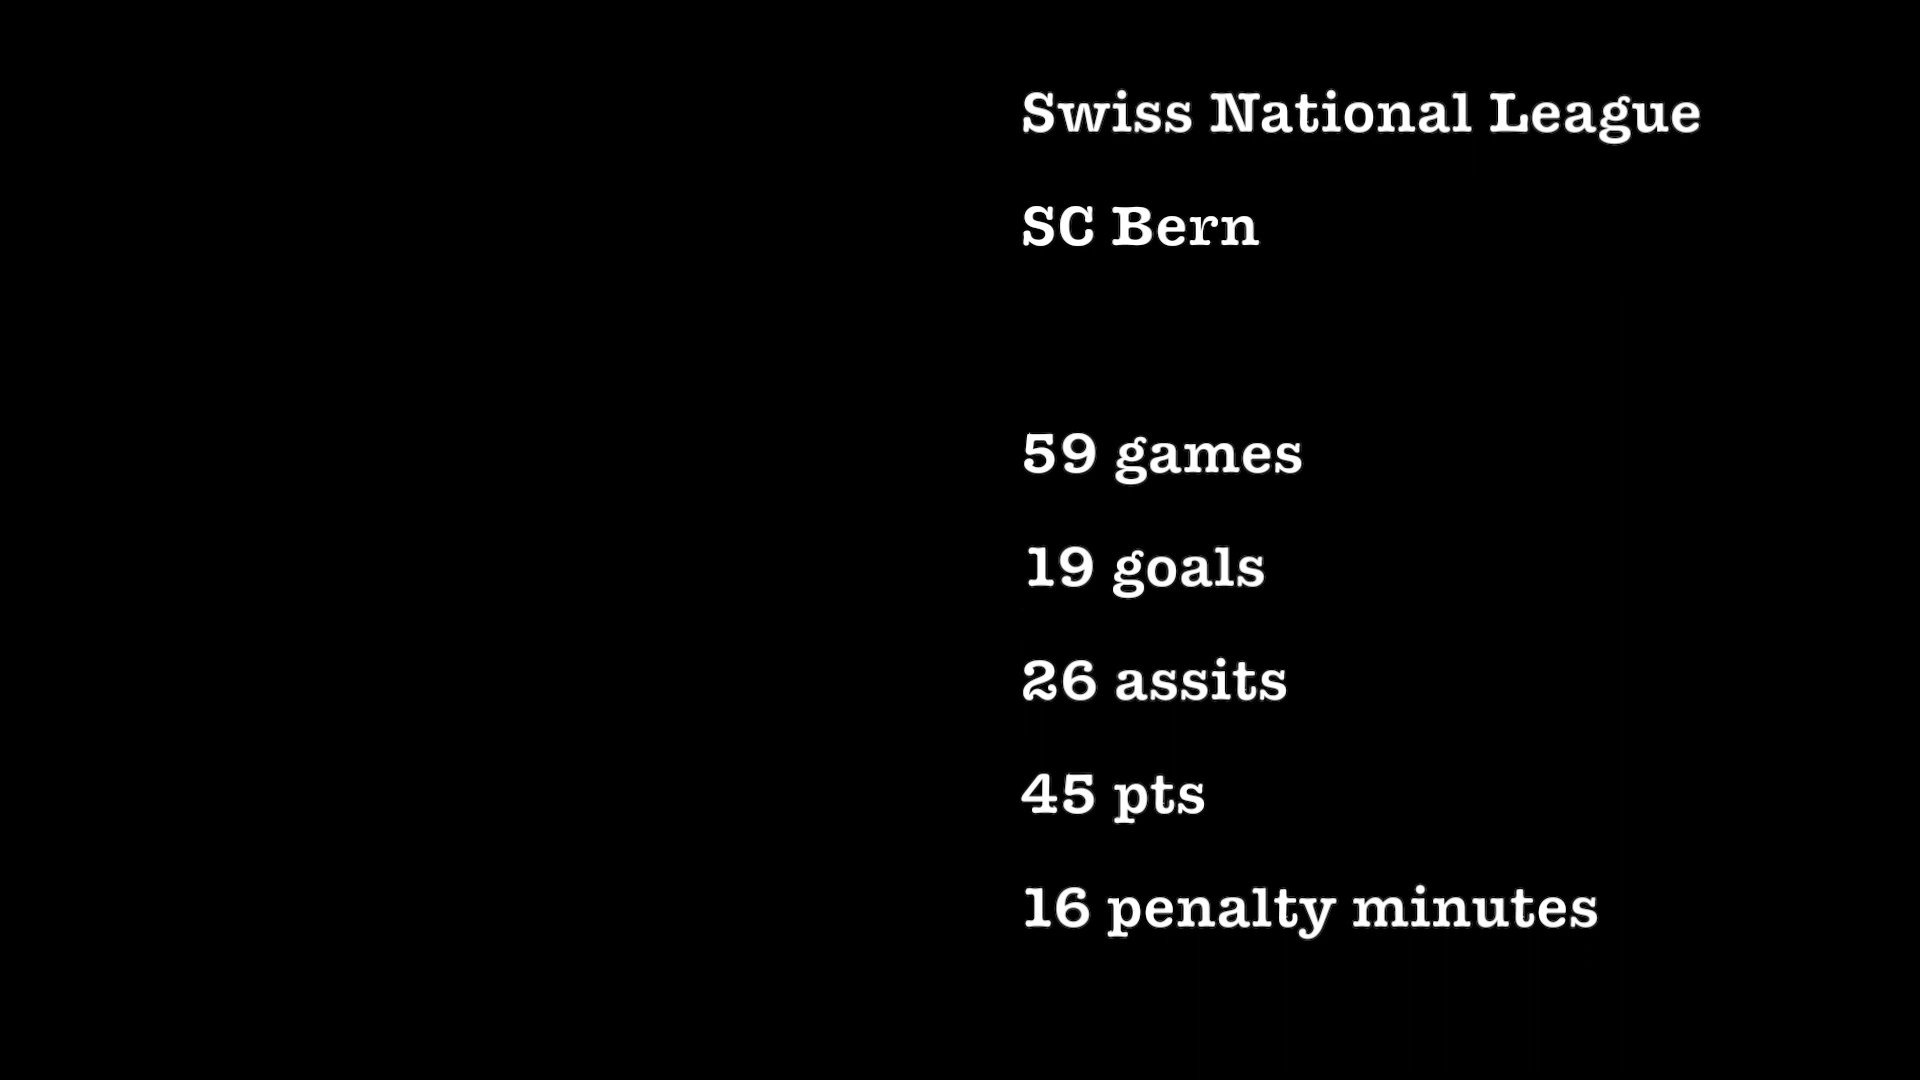 Swiss National League
SC Bern
59 games
19 goals
26 assits
45 pts
16 penalty minutes